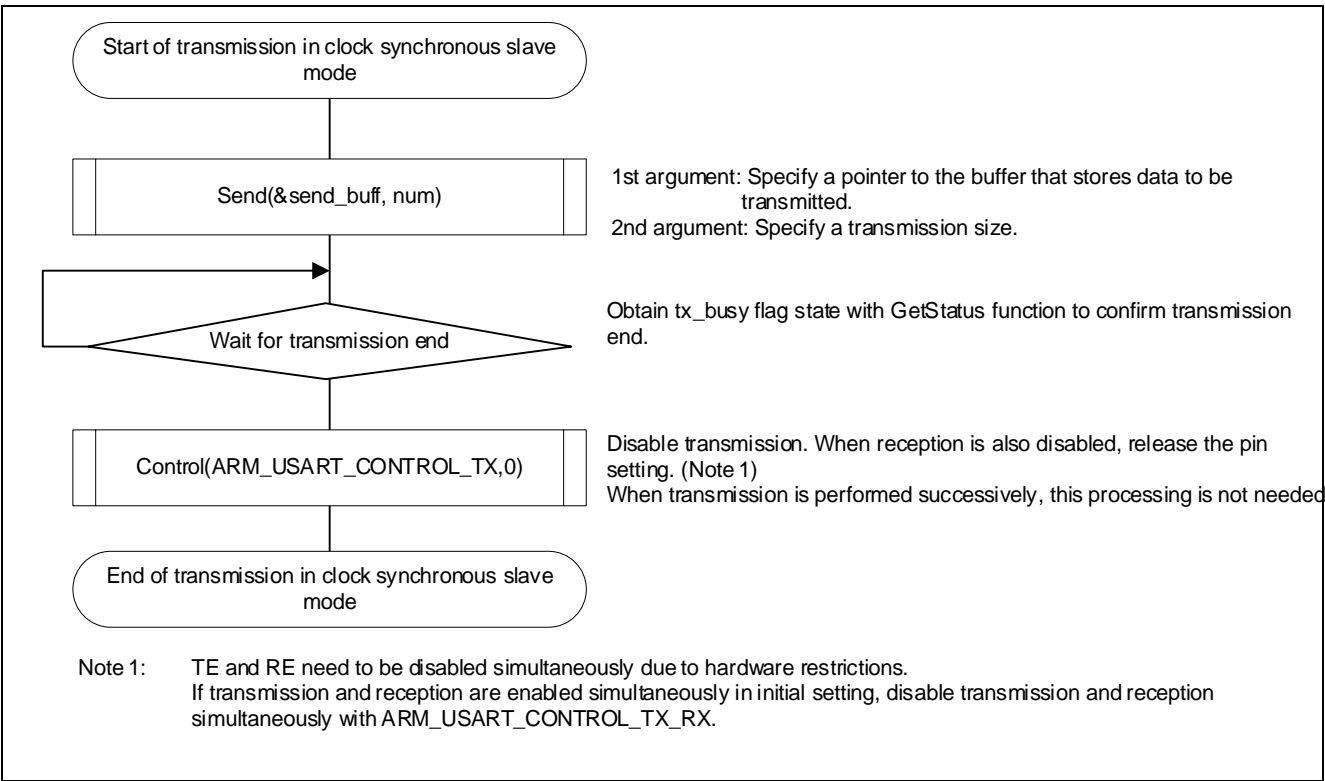 Start of transmission in clock synchronous slave
mode
Send(&send_buff, num)
1st argument: Specify a pointer to the buffer that stores data to be
transmitted.
2nd argument: Specify a transmission size.
Wait for transmission end
Obtain tx_busy flag state with GetStatus function to confirm transmission
end.
Control(ARM_USART_CONTROL_TX,0)
Disable transmission. When reception is also disabled, release the pin
setting. (Note 1)
When transmission is performed successively, this processing is not needed
End of transmission in clock synchronous slave
mode
Note 1: TE and RE need to be disabled simultaneously due to hardware restrictions.
If transmission and reception are enabled simultaneously in initial setting, disable transmission and reception
simultaneously with ARM_USART_CONTROL_TX_RX.